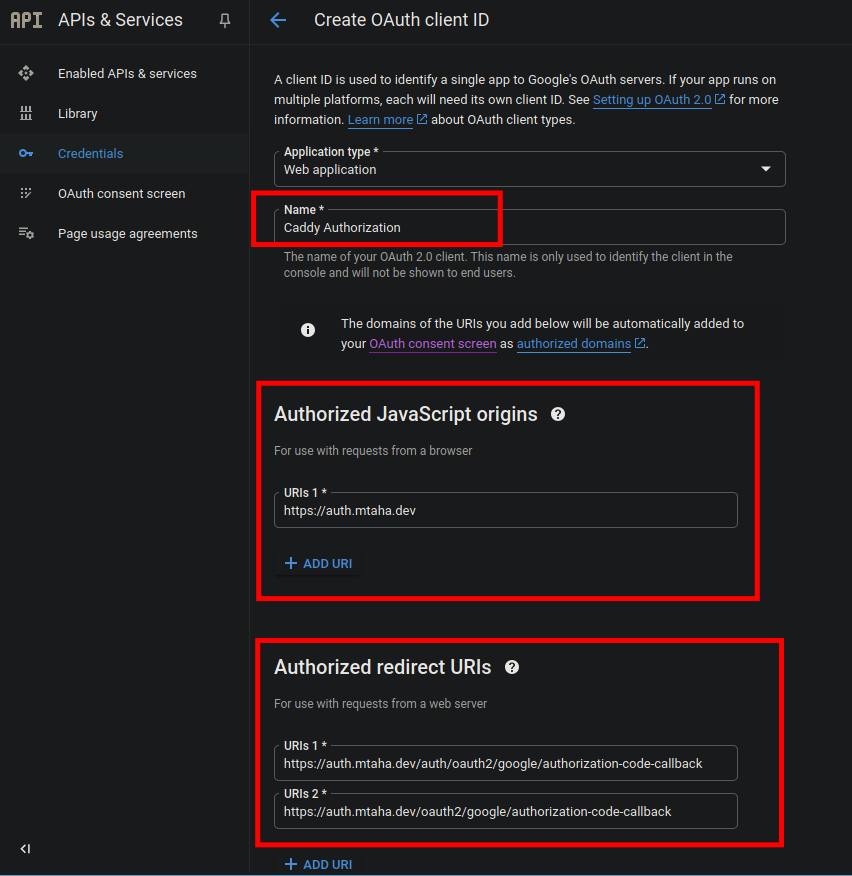 API APIs & Services
Enabled APIs & services
Library
Credentials
OAuth consent screen
Page usage agreements
Create OAuth client ID
A client ID is used to identify a single app to Google's OAuth servers. If your app runs on
multiple platforms, each will need its own client ID. See Setting up OAuth 2.0 for more
information. Learn more about OAuth client types.
Application type *
Web application
Name *
Caddy Authorization
The name of your OAuth 2.0 client. This name is only used to identify the client in the
console and will not be shown to end users.
The domains of the URIs you add below will be automatically added to
your OAuth consent screen as authorized domains.
Authorized JavaScript origins
For use with requests from a browser
URIs 1 *
https://auth.mtaha.dev
ADD URI
Authorized redirect URIs
For use with requests from a web server
URIs 1 *
https://auth.mtaha.dev/auth/oauth2/google/authorization-code-callback
URIs 2 *
https://auth.mtaha.dev/oauth2/google/authorization-code-callback
ADD URI